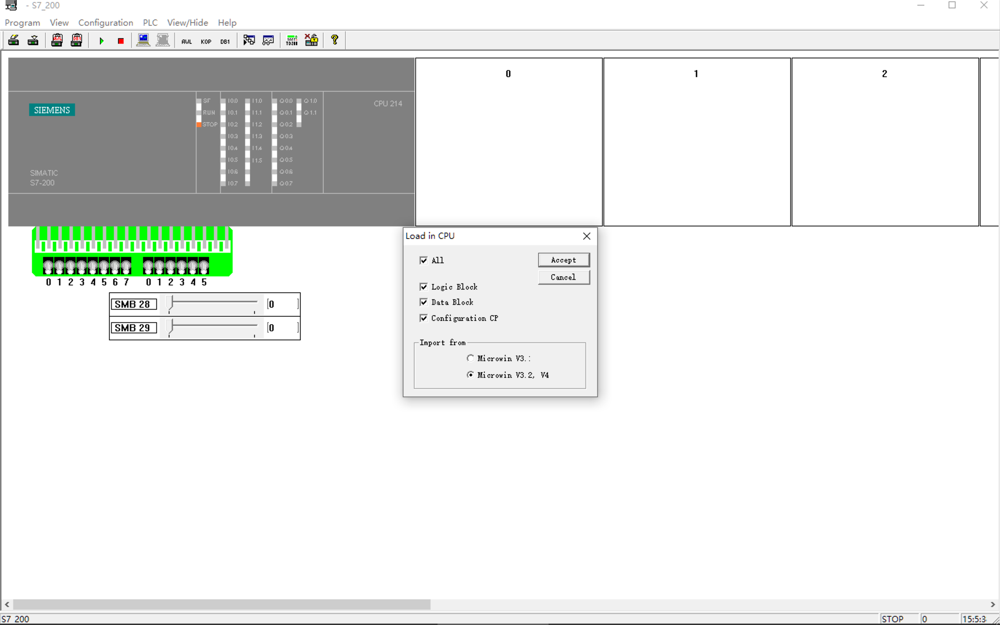 - S7_200
Program View Configuration PLC View/Hide Help
AWL KOP DB1 TD200 ?
0 1 2
SIEMENS
CPU 214
SF I0.0 I1.0 Q0.0 Q1.0
RUN I0.1 I1.1 Q0.1 Q1.1
STOP I0.2 I1.2 Q0.2
I0.3 I1.3 Q0.3
I0.4 I1.4 Q0.4
I0.5 I1.5 Q0.5
I0.6 Q0.6
I0.7 Q0.7
SIMATIC
S7-200
0 1 2 3 4 5 6 7 0 1 2 3 4 5
SMB 28 [0 ]
SMB 29 [0 ]
Load in CPU
All
Accept
Cancel
Logic Block
Data Block
Configuration CP
Import from
Microwin V3.:
Microwin V3.2, V4
S7_200 STOP 0 15:5:3